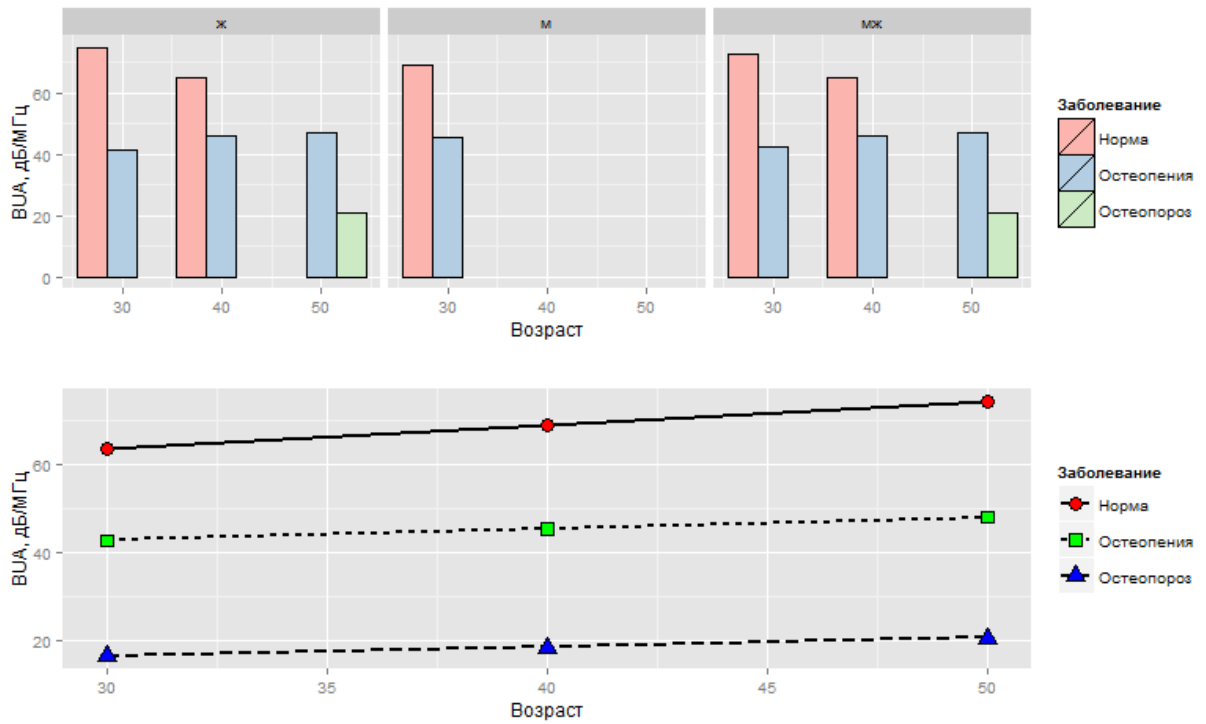 ж м мж
BUA, дБ/МГц
60
40
20
0
30 40 50 30 40 50 30 40 50
Возраст
Заболевание
Норма
Остеопения
Остеопороз
BUA, дБ/МГц
60
40
20
30 35 40 45 50
Возраст
Заболевание
Норма
Остеопения
Остеопороз